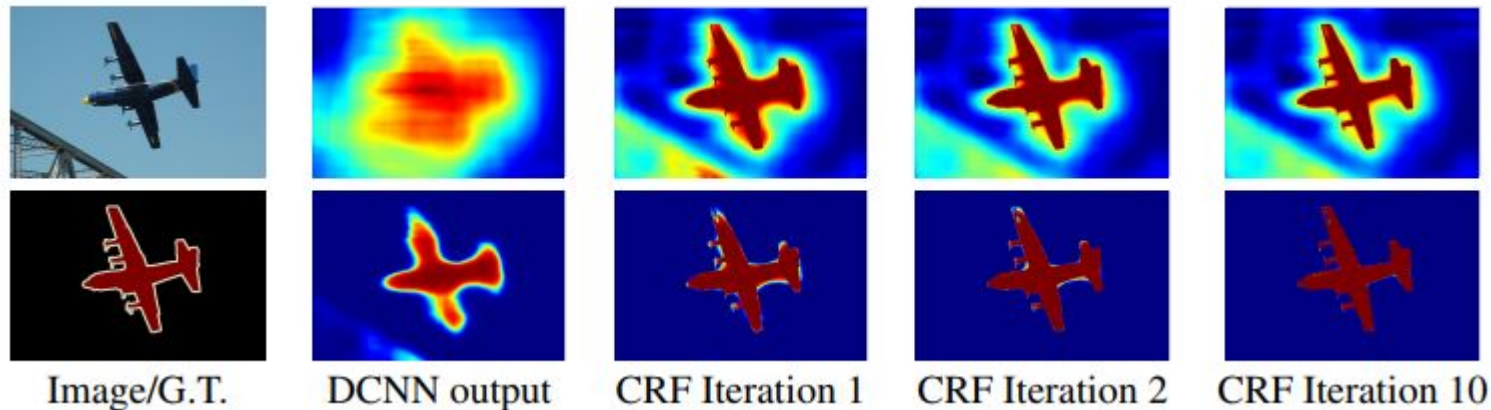 Image/G.T. DCNN output CRF Iteration 1 CRF Iteration 2 CRF Iteration 10